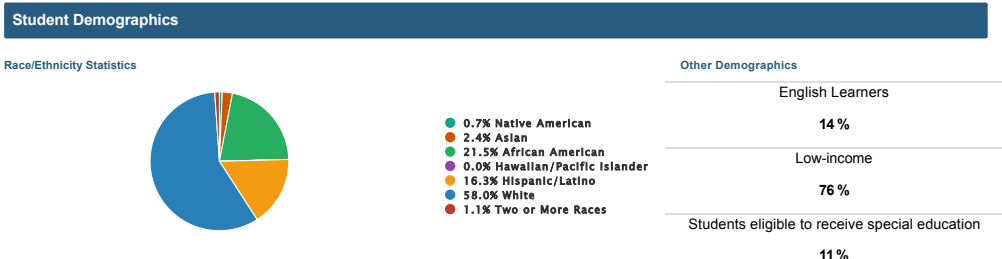 Student Demographics
Race/Ethnicity Statistics
0.7% Native American
2.4% Asian
21.5% African American
0.0% Hawaiian/Pacific Islander
16.3% Hispanic/Latino
58.0% White
1.1% Two or More Races
Other Demographics
English Learners
14 %
Low-income
76 %
Students eligible to receive special education
11 %